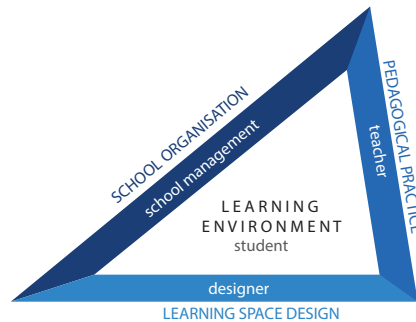 SCHOOL ORGANISATION
school management
PEDAGOGICAL PRACTICE
teacher
LEARNING
ENVIRONMENT
student
designer
LEARNING SPACE DESIGN